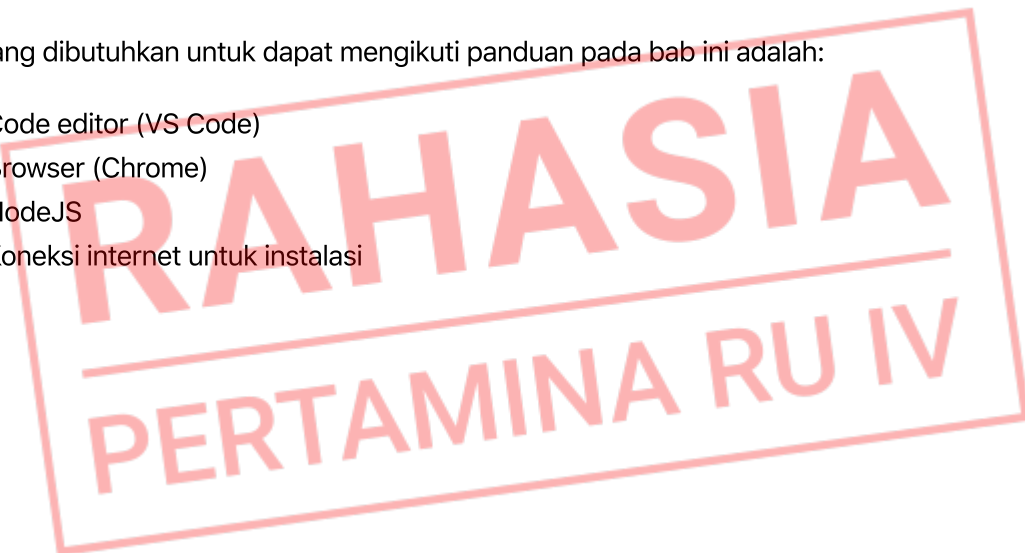 ang dibutuhkan untuk dapat mengikuti panduan pada bab ini adalah:
Code editor (VS Code)
rowser (Chrome)
NodeJS
oneksi internet untuk instalasi
RAHASIA
PERTAMINA RU IV